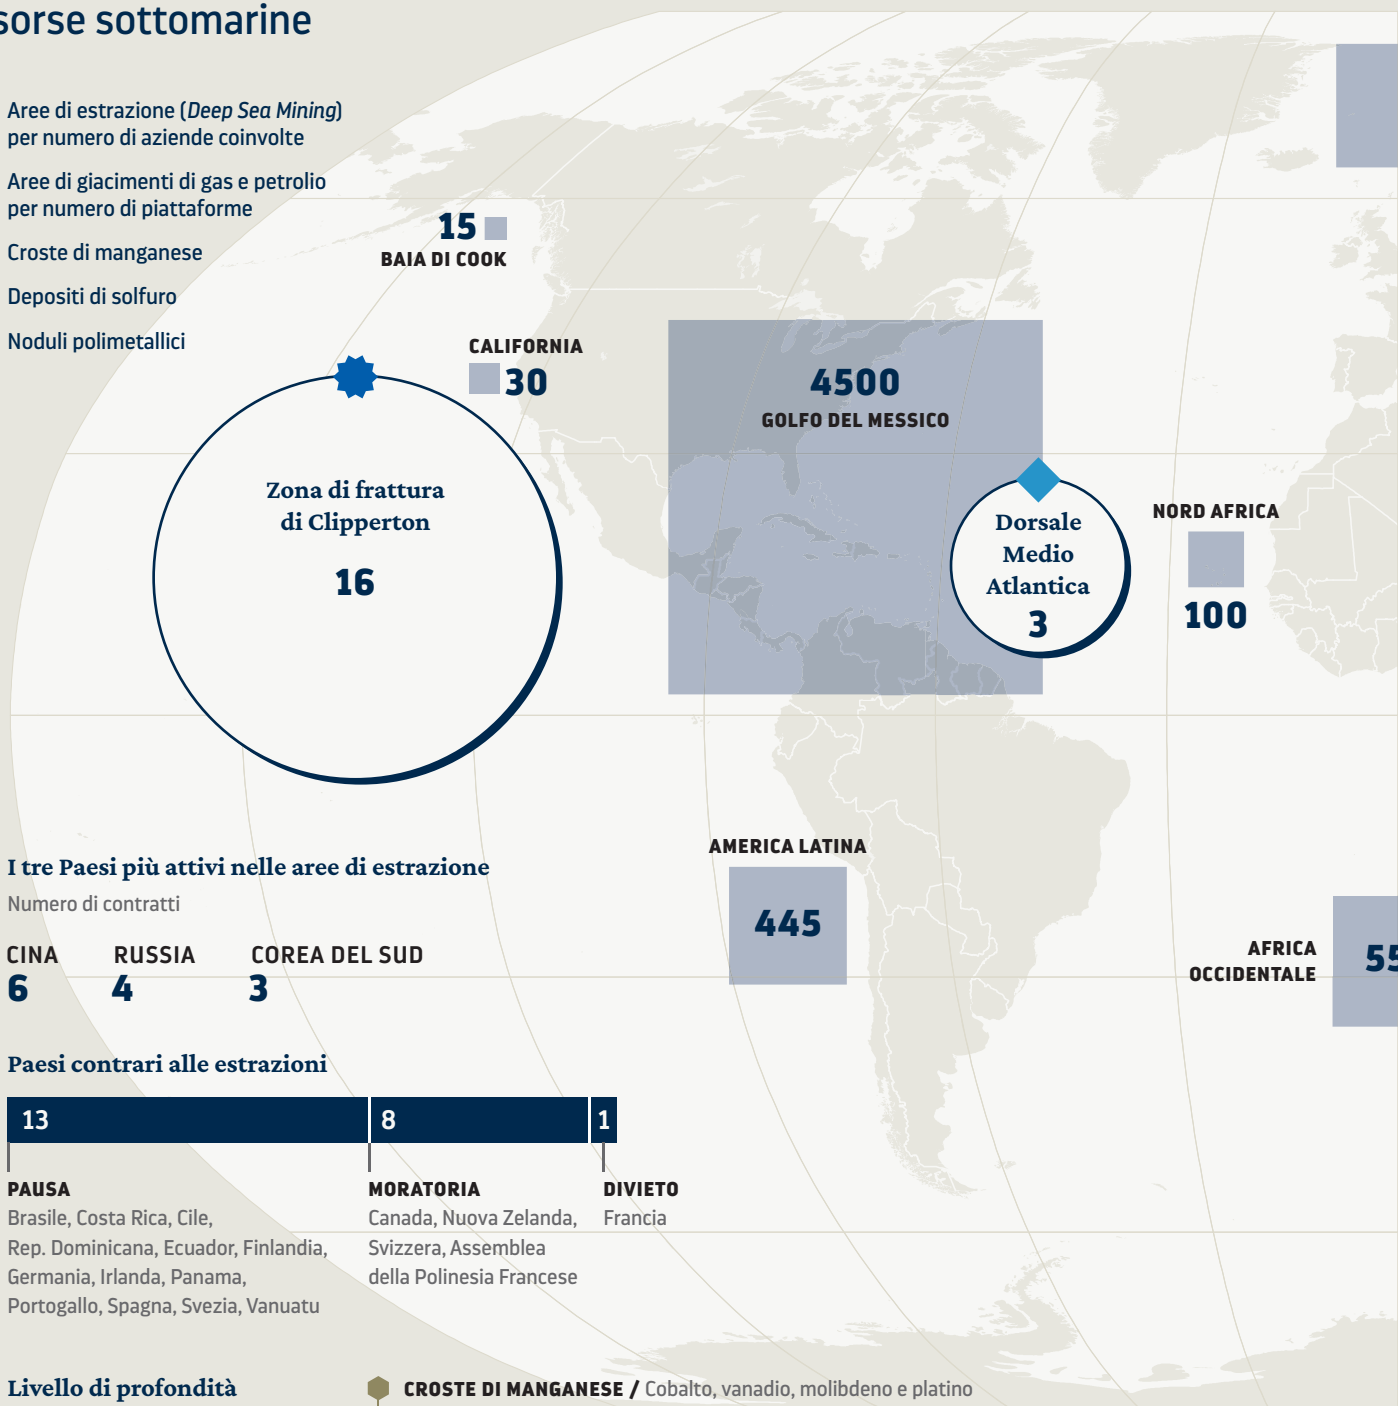 sorse sottomarine
Aree di estrazione (Deep Sea Mining)
per numero di aziende coinvolte
Aree di giacimenti di gas e petrolio
per numero di piattaforme
Croste di manganese
Depositi di solfuro
Noduli polimetallici
15
BAIA DI COOK
CALIFORNIA
30
4500
GOLFO DEL MESSICO
Zona di frattura
di Clipperton
16
Dorsale
Medio
Atlantica
3
NORD AFRICA
100
AMERICA LATINA
445
AFRICA
OCCIDENTALE
55
I tre Paesi più attivi nelle aree di estrazione
Numero di contratti
CINA RUSSIA COREA DEL SUD
6 4 3
Paesi contrari alle estrazioni
13 8 1
PAUSA
Brasile, Costa Rica, Cile,
Rep. Dominicana, Ecuador, Finlandia,
Germania, Irlanda, Panama,
Portogallo, Spagna, Svezia, Vanuatu
MORATORIA
Canada, Nuova Zelanda,
Svizzera, Assemblea
della Polinesia Francese
DIVIETO
Francia
Livello di profondità
CROSTE DI MANGANESE / Cobalto, vanadio, molibdeno e platino